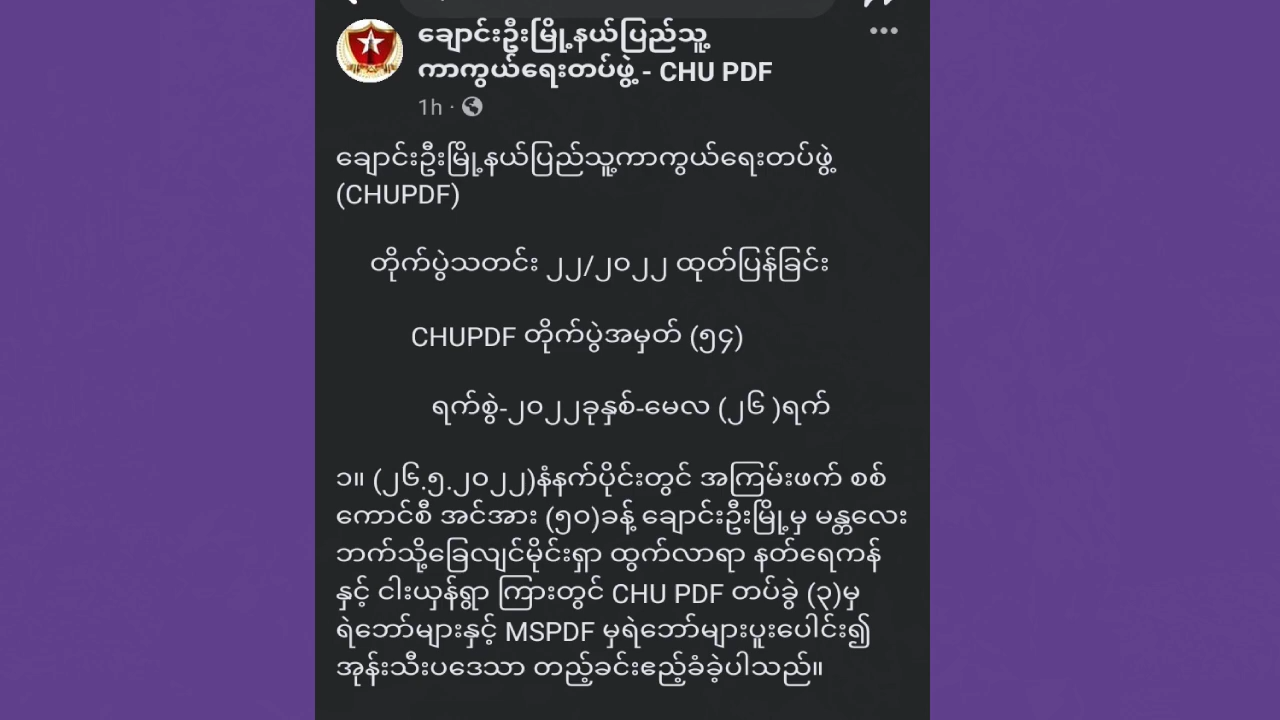 ချောင်းဦးမြို့နယ်ပြည်သူ့
ကာကွယ်ရေးတပ်ဖွဲ့ - CHU PDF
1h ·
ချောင်းဦးမြို့နယ်ပြည်သူ့ကာကွယ်ရေးတပ်ဖွဲ့
(CHUPDF)
တိုက်ပွဲသတင်း ၂၂/၂၀၂၂ ထုတ်ပြန်ခြင်း
CHUPDF တိုက်ပွဲအမှတ် (၅၄)
ရက်စွဲ-၂၀၂၂ခုနှစ်-မေလ (၂၆ )ရက်
၁။ (၂၆.၅.၂၀၂၂)နံနက်ပိုင်းတွင် အကြမ်းဖက် စစ်
ကောင်စီ အင်အား (၅၀)ခန့် ချောင်းဦးမြို့မှ မန္တလေး
ဘက်သို့ခြေလျင်မိုင်းရှာ ထွက်လာရာ နတ်ရေကန်
နှင့် ငါးယှန်ရွာ ကြားတွင် CHU PDF တပ်ခွဲ (၃)မှ
ရဲဘော်များနှင့် MSPDF မှရဲဘော်များပူးပေါင်း၍
အုန်းသီးပဒေသာ တည့်ခင်းဧည့်ခံခဲ့ပါသည်။